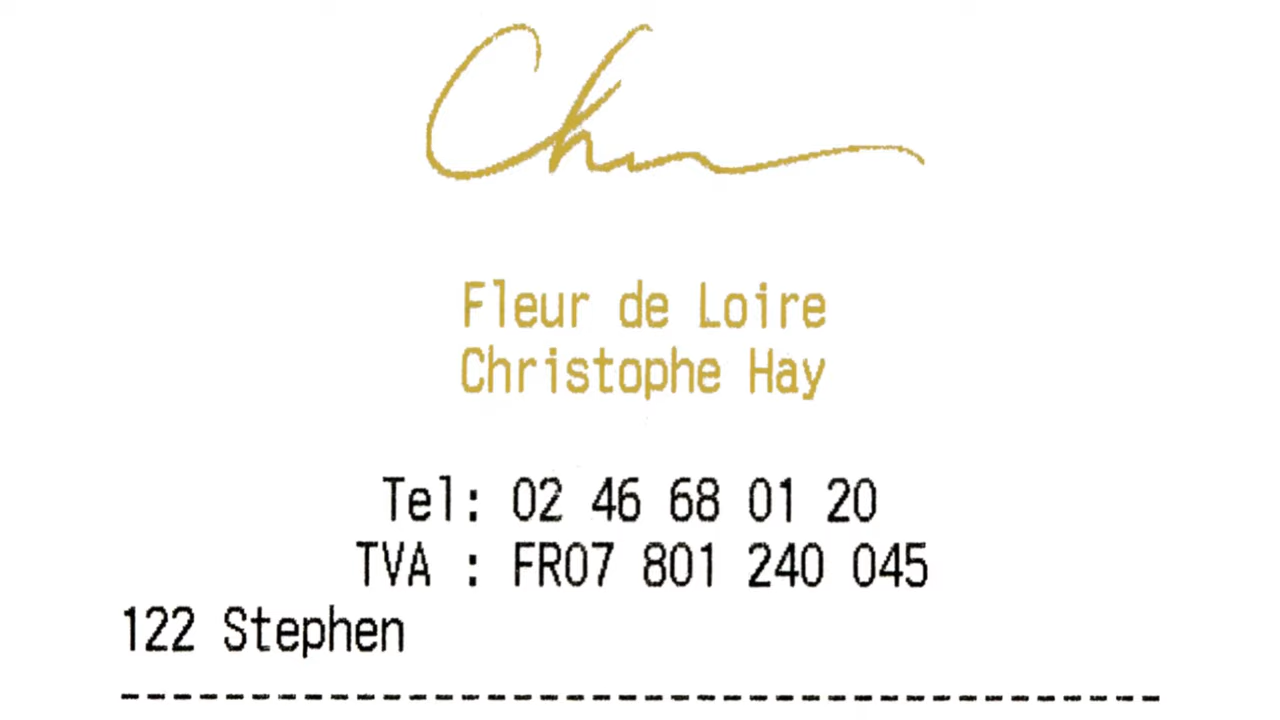 Fleur de Loire
Christophe Hay
Tel: 02 46 68 01 20
TVA : FR07 801 240 045
122 Stephen